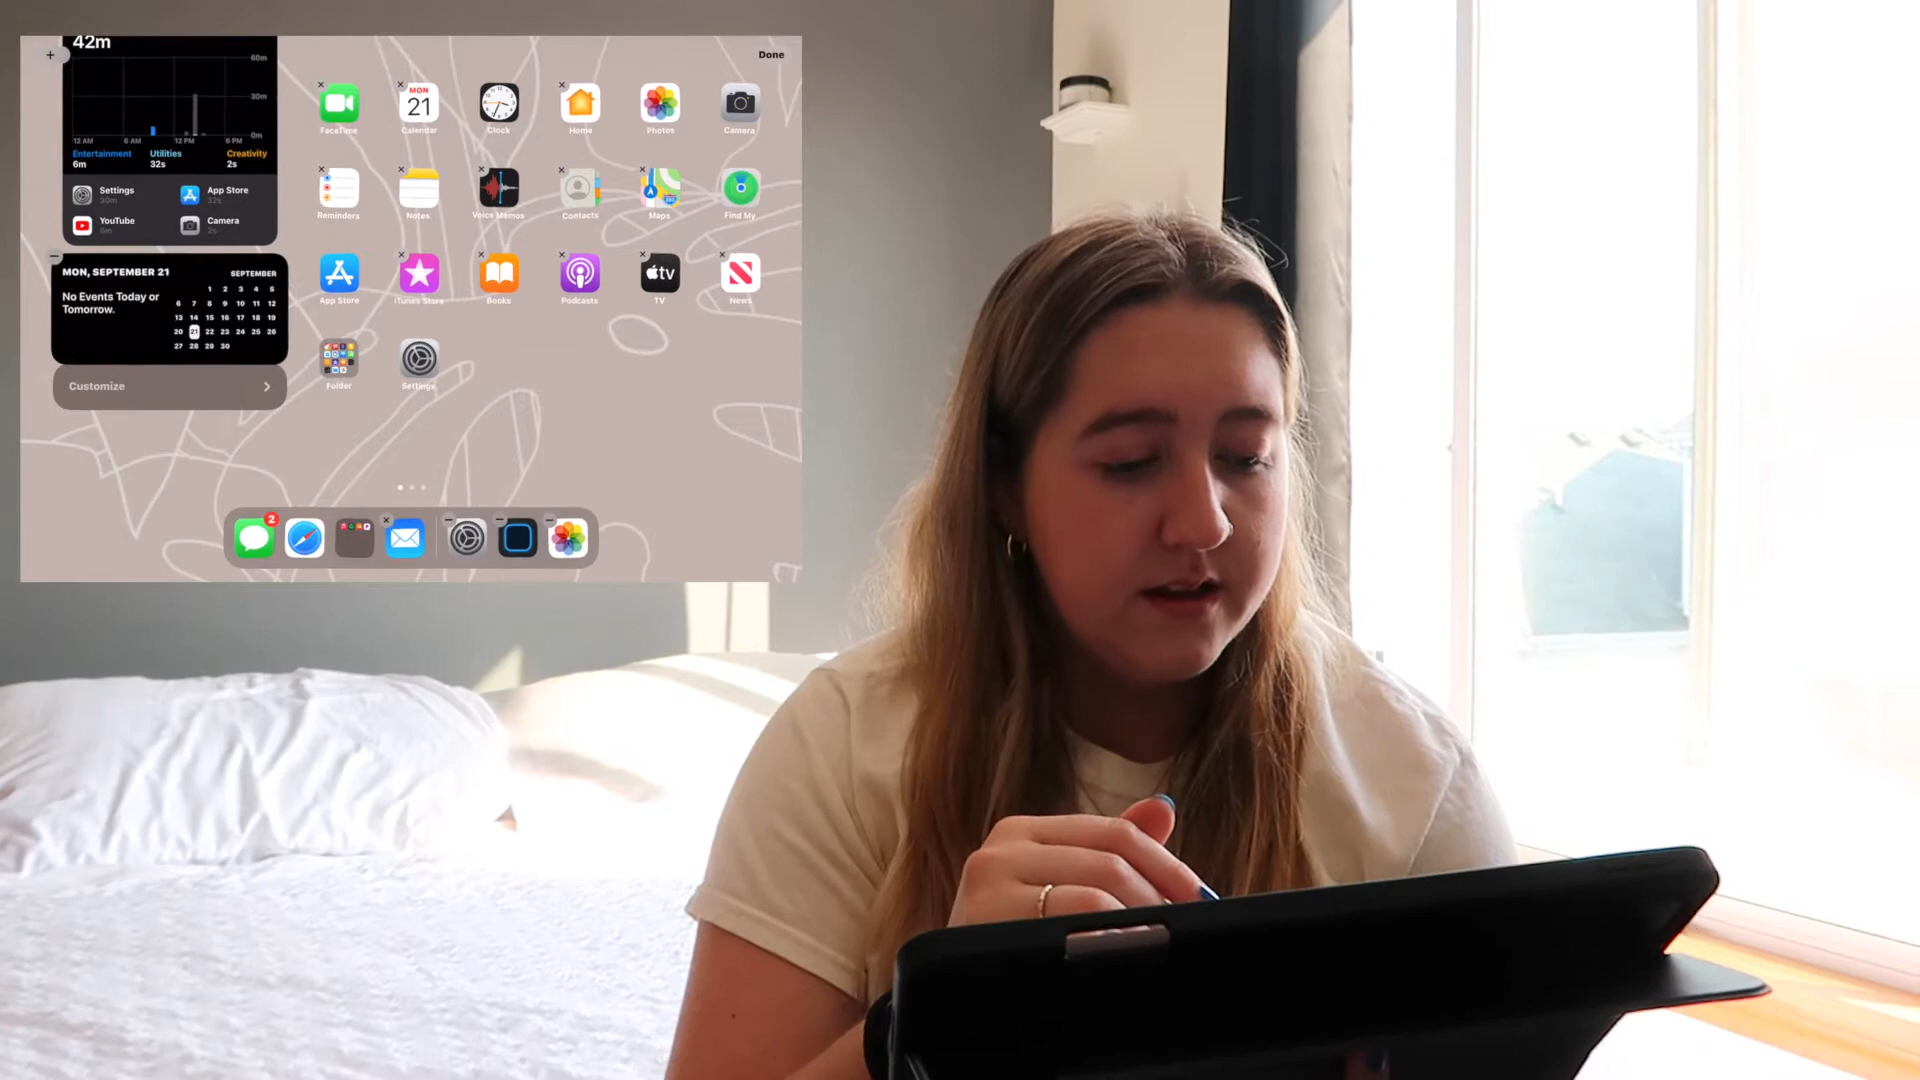 42m
Done
60m
30m
0m
12 AM 6 AM 12 PM 6 PM
Entertainment Utilities Creativity
6m 32s 2s
Settings App Store
30m 32s
YouTube Camera
6m 2s
MON, SEPTEMBER 21 SEPTEMBER
No Events Today or
Tomorrow.
1 2 3 4 5
6 7 8 9 10 11 12
13 14 15 16 17 18 19
20 21 22 23 24 25 26
27 28 29 30
Customize
MON
21
FaceTime Calendar Clock Home Photos Camera
Reminders Notes Voice Memos Contacts Maps Find My
tv
App Store iTunes Store Books Podcasts TV News
Folder Settings
2